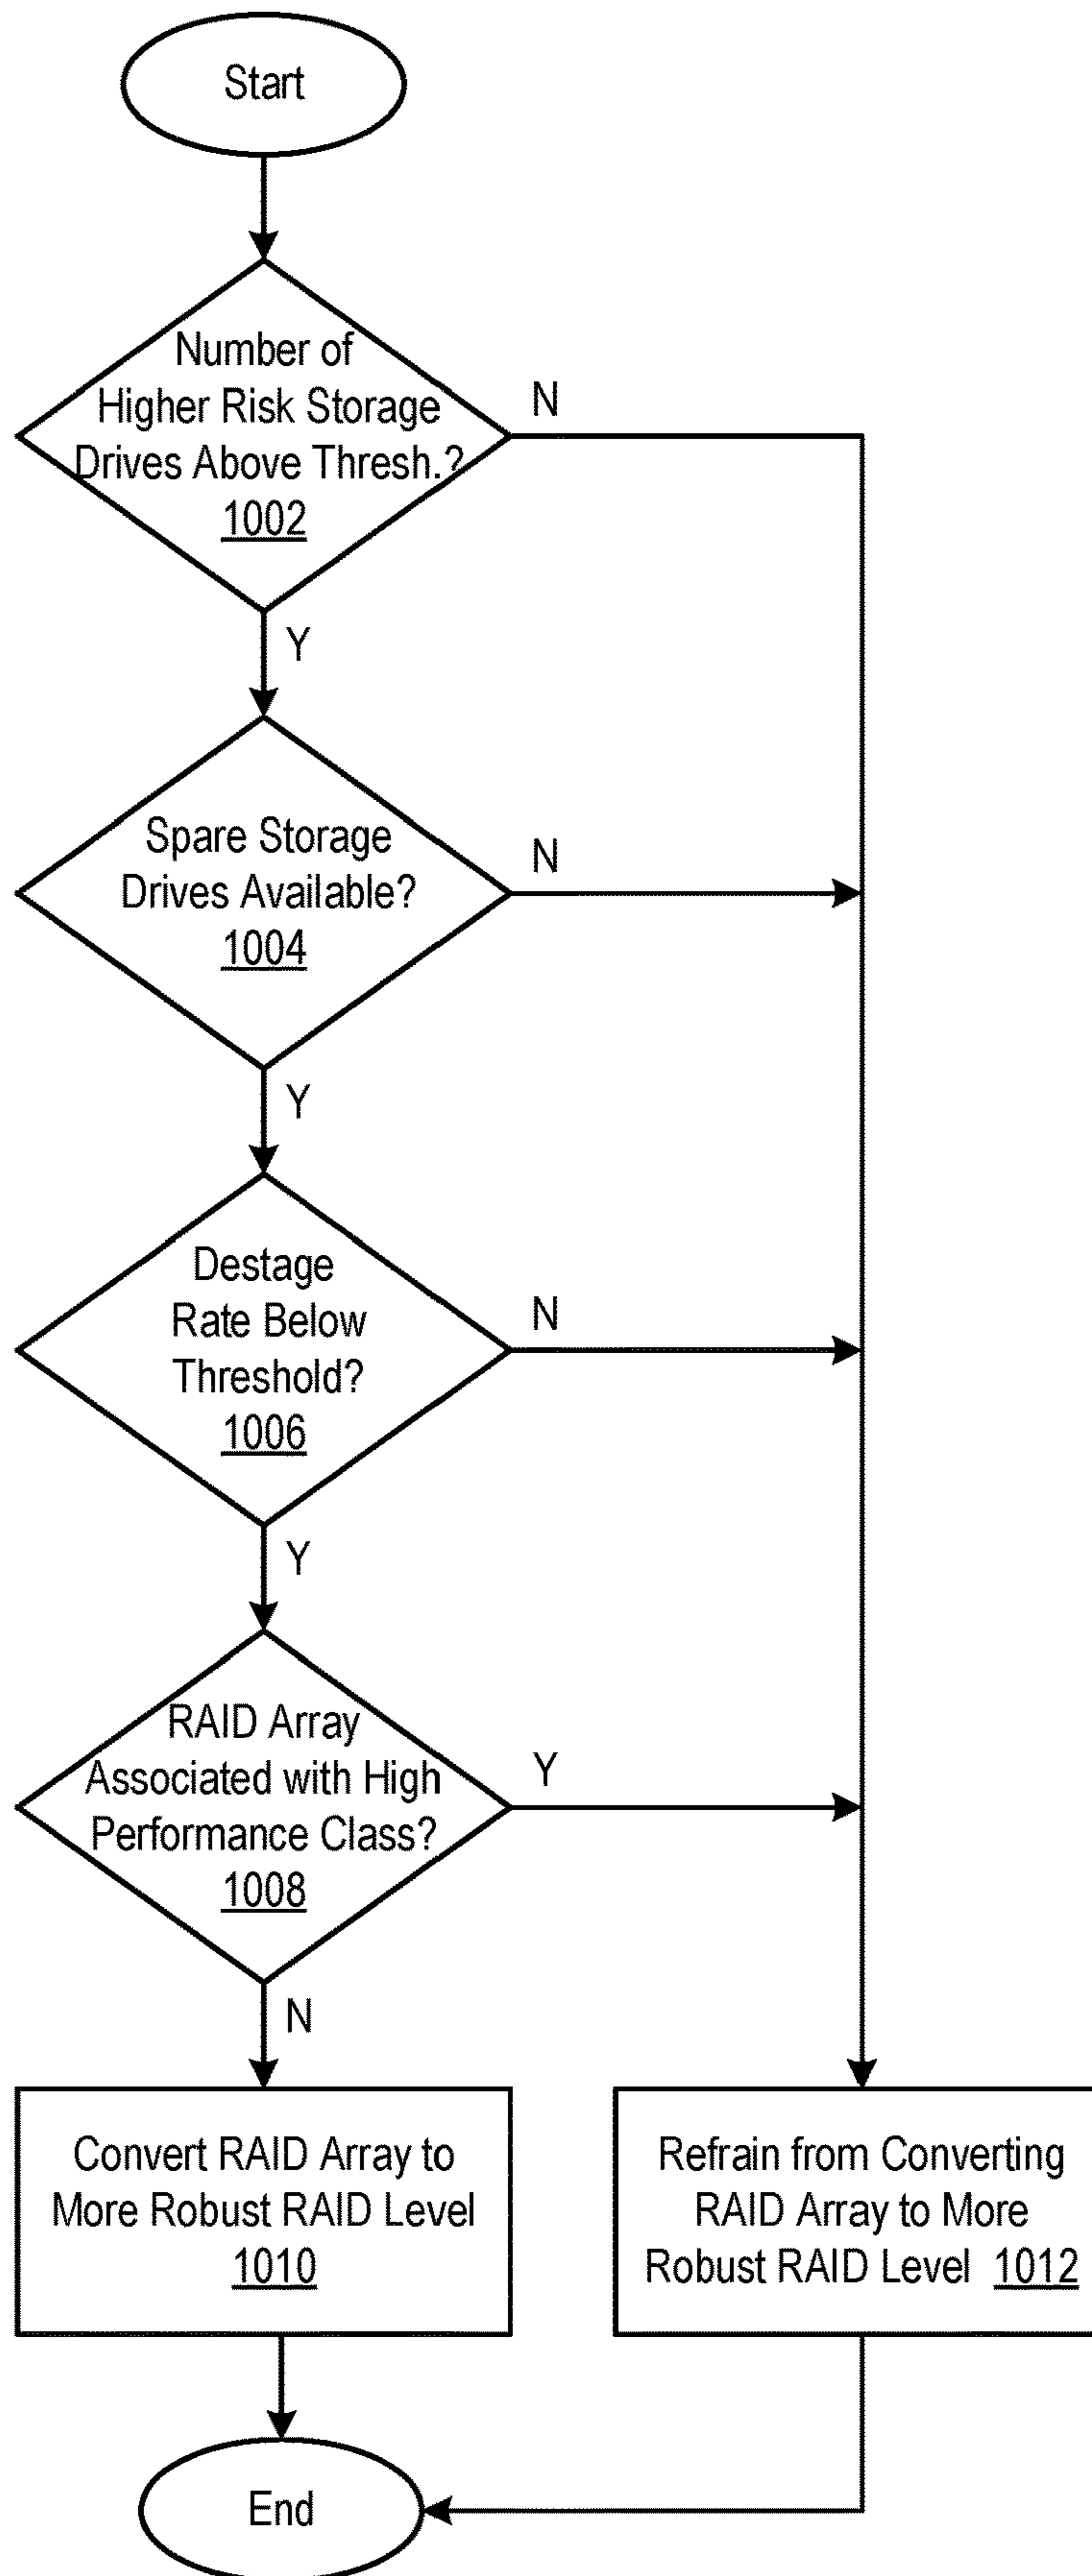 Start
Number of
Higher Risk Storage
Drives Above Thresh.?
1002
N
Y
Spare Storage
Drives Available?
1004
N
Y
Destage
Rate Below
Threshold?
1006
N
Y
RAID Array
Associated with High
Performance Class?
1008
Y
N
Convert RAID Array to
More Robust RAID Level
1010
Refrain from Converting
RAID Array to More
Robust RAID Level 1012
End